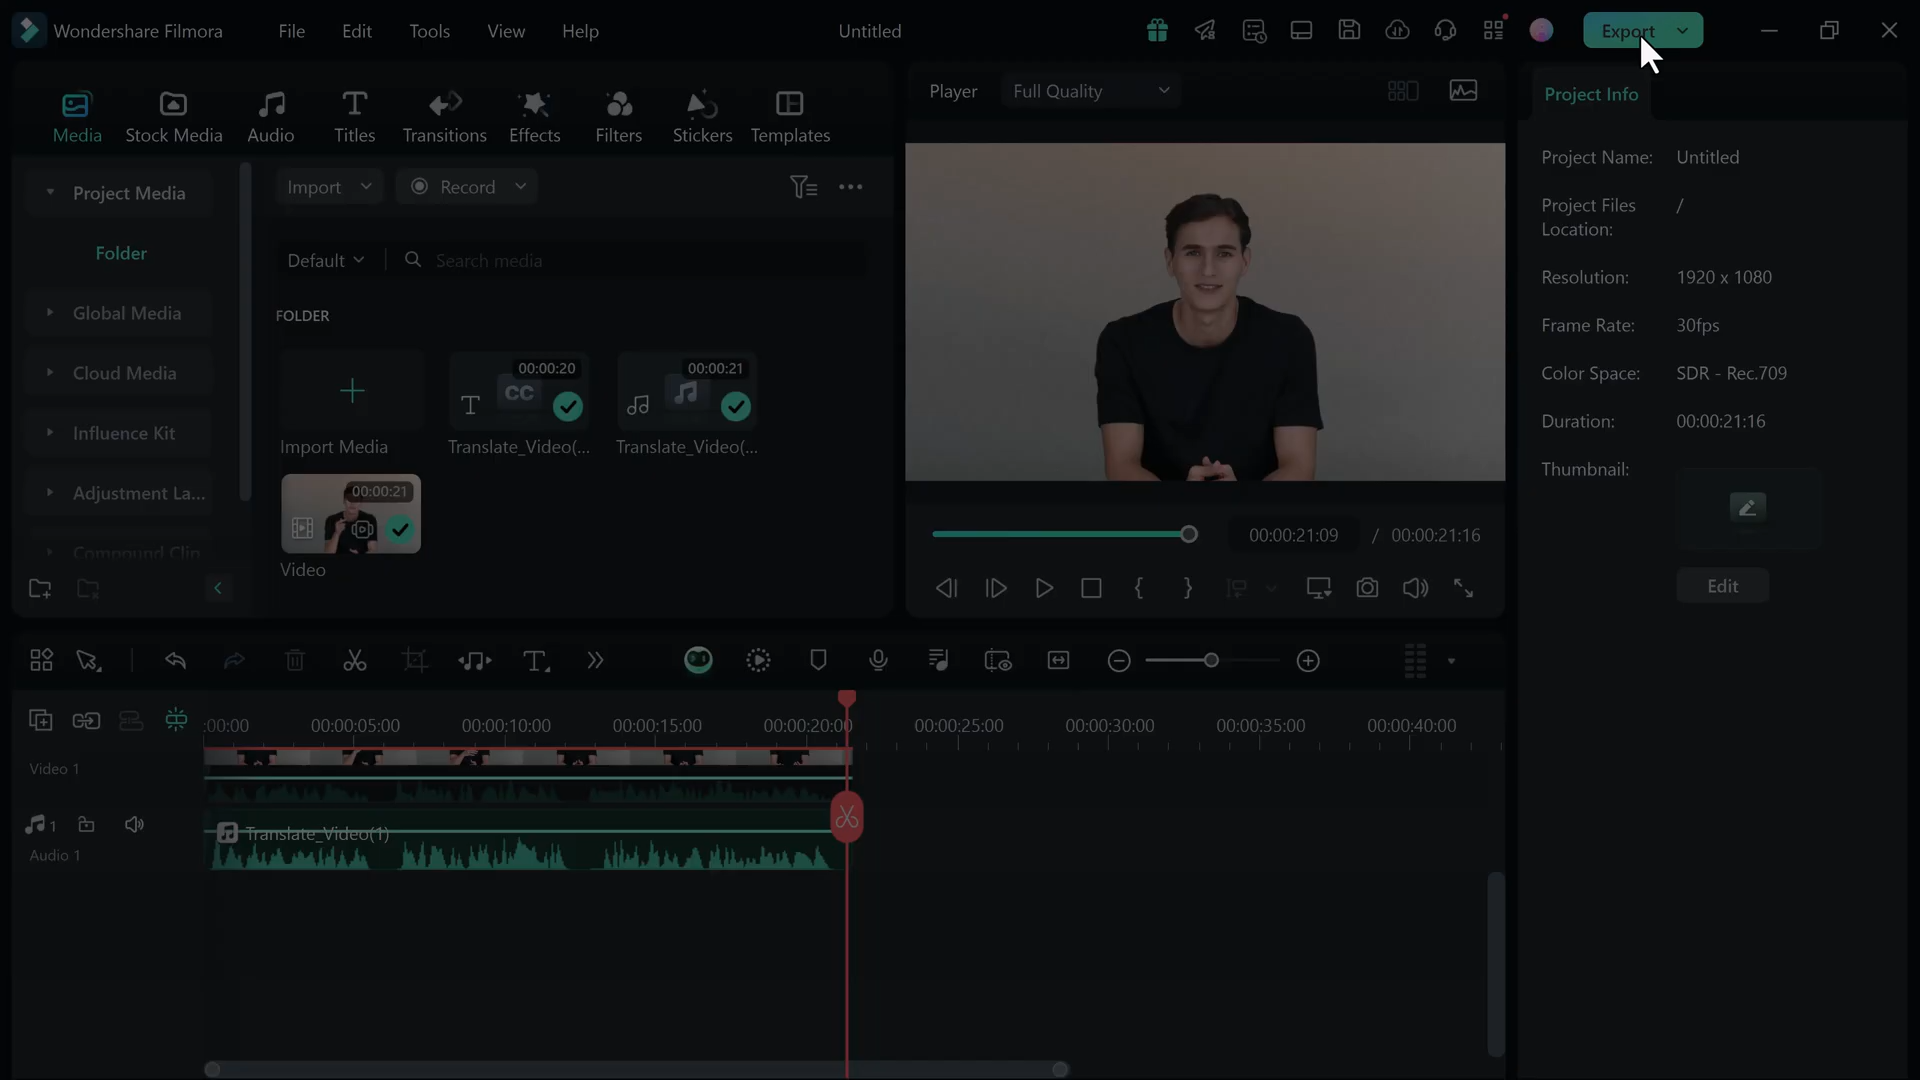 Wondershare Filmora
File
Edit
Tools
View
Help
Untitled
Export
Media
Stock Media
Audio
Titles
Transitions
Effects
Filters
Stickers
Templates
Player
Full Quality
Project Info
Project Media
Folder
Global Media
Cloud Media
Influence Kit
Adjustment La...
Compound Clip
Import
Record
Default
Search media
FOLDER
Import Media
00:00:20
CC
Translate_Video(...
00:00:21
Translate_Video(...
00:00:21
Video
00:00:21:09
/ 00:00:21:16
Project Name: Untitled
Project Files Location: /
Resolution: 1920 x 1080
Frame Rate: 30fps
Color Space: SDR - Rec.709
Duration: 00:00:21:16
Thumbnail:
Edit
:00:00
00:00:05:00
00:00:10:00
00:00:15:00
00:00:20:00
00:00:25:00
00:00:30:00
00:00:35:00
00:00:40:00
Video 1
1
Audio 1
Translate_Video(1)